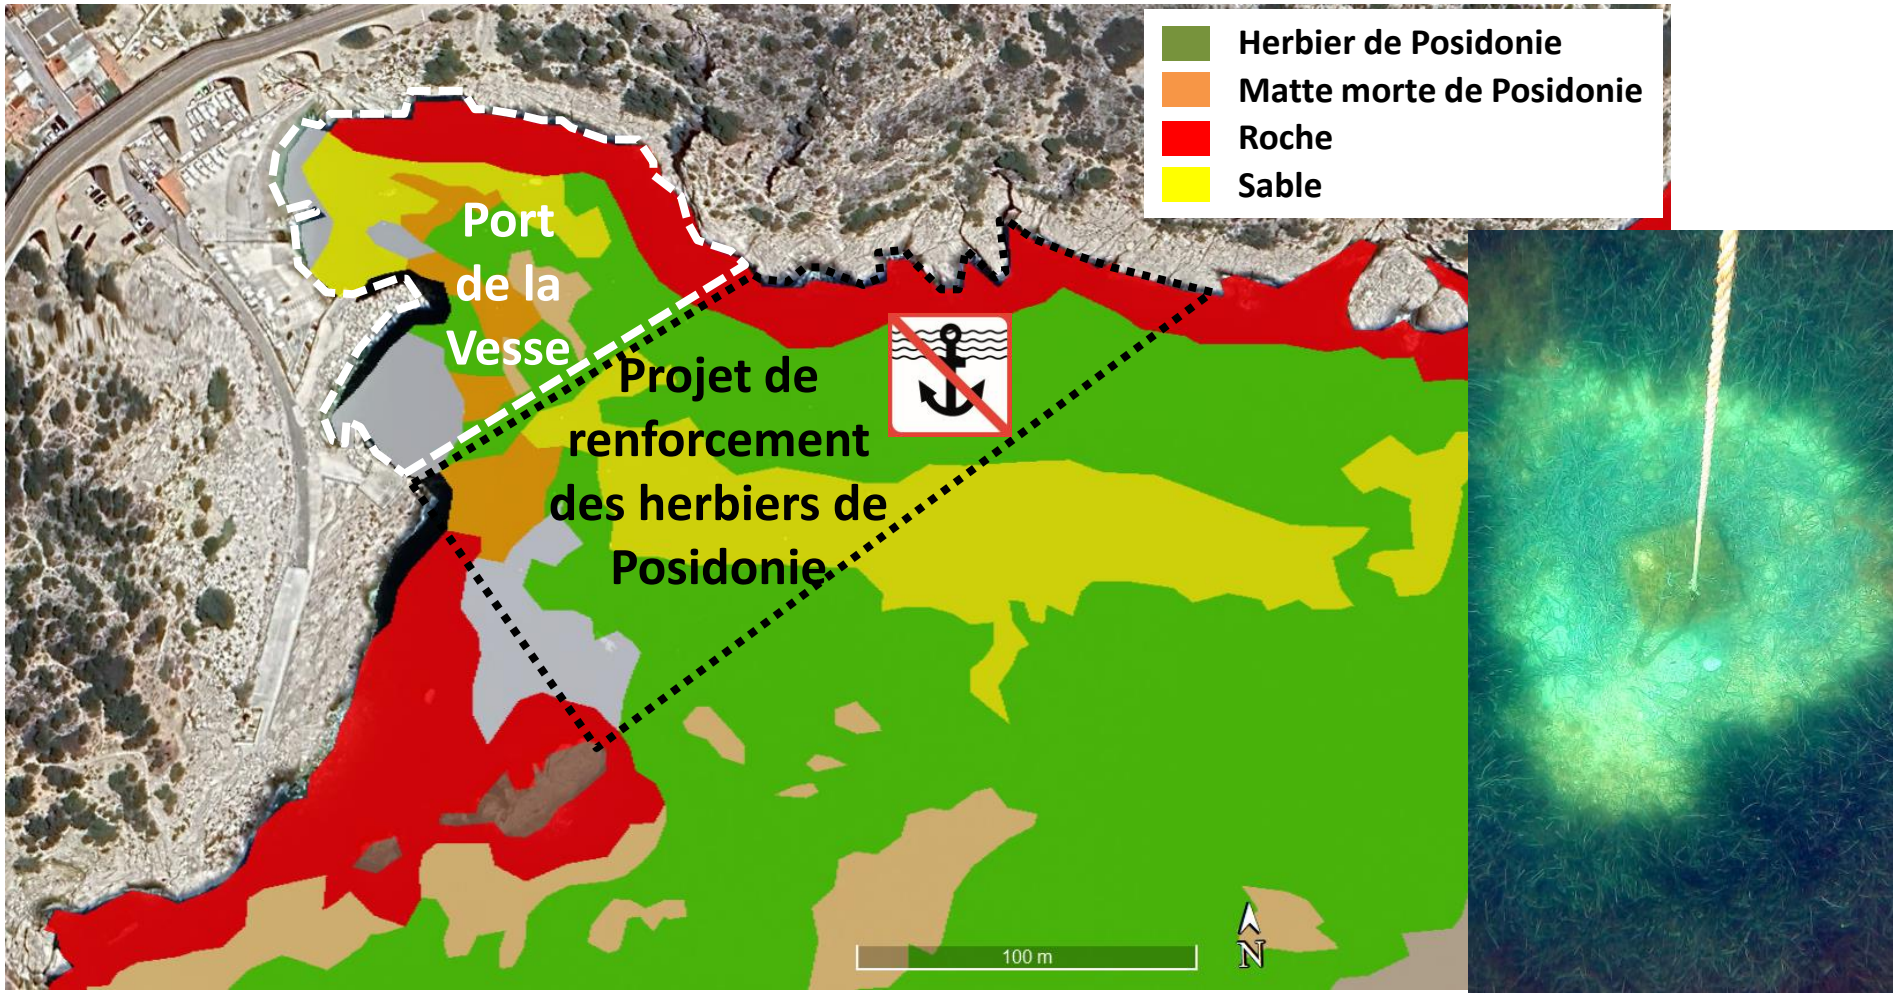 Herbier de Posidonie
Matte morte de Posidonie
Roche
Sable
Port
de la
Vesse
Projet de
renforcement
des herbiers de
Posidonie
100 m
N